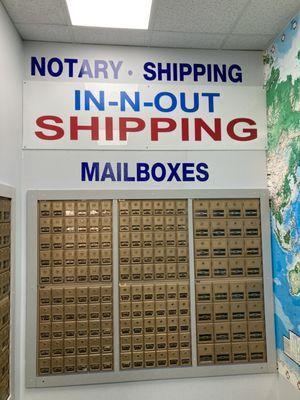 NOTARY · SHIPPING
IN-N-OUT
SHIPPING
MAILBOXES